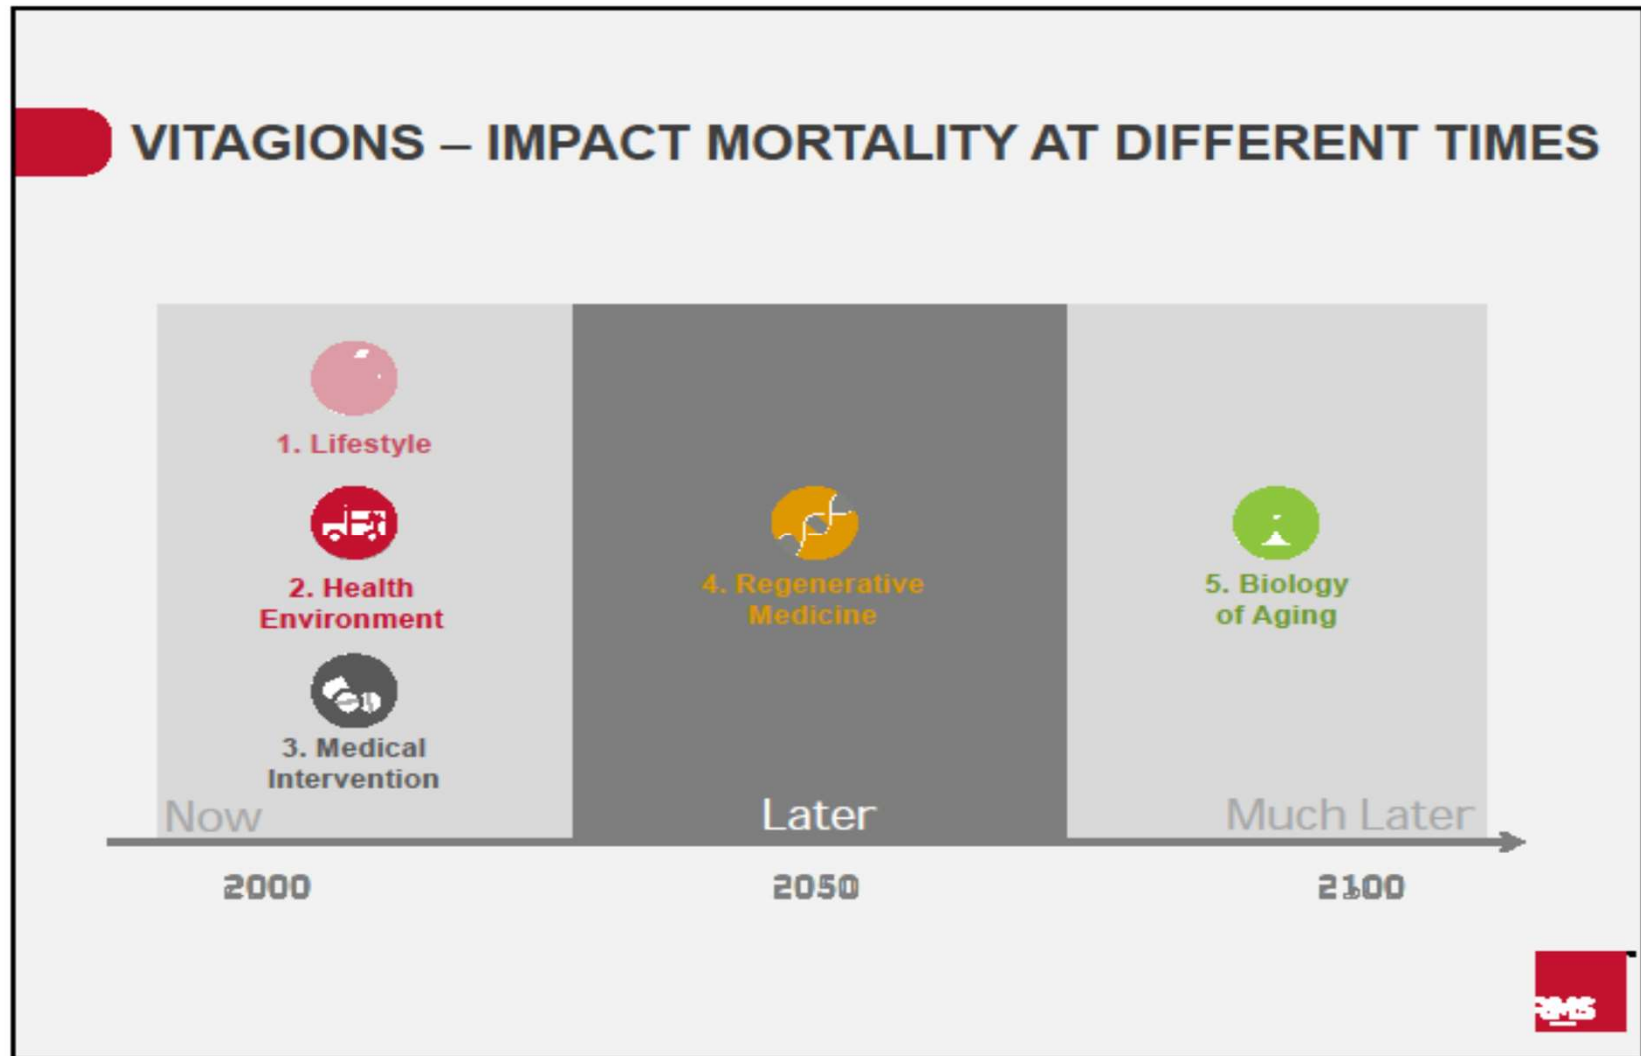 VITAGIONS – IMPACT MORTALITY AT DIFFERENT TIMES
1. Lifestyle
2. Health
Environment
3. Medical
Intervention
4. Regenerative
Medicine
5. Biology
of Aging
Now
Later
Much Later
2000
2050
2100
RMS